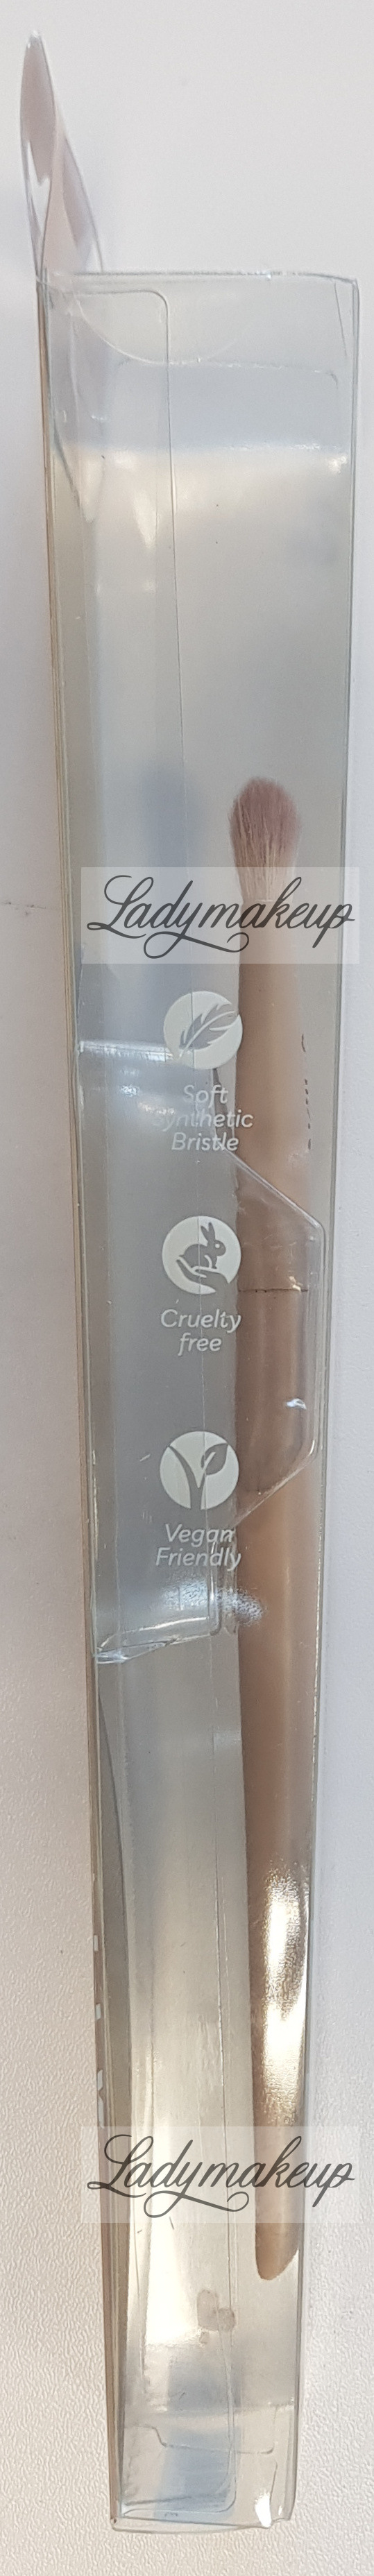 Ladymakeup
Soft
Synthetic
Bristle
Cruelty
free
Vegan
Friendly
Ladymakeup